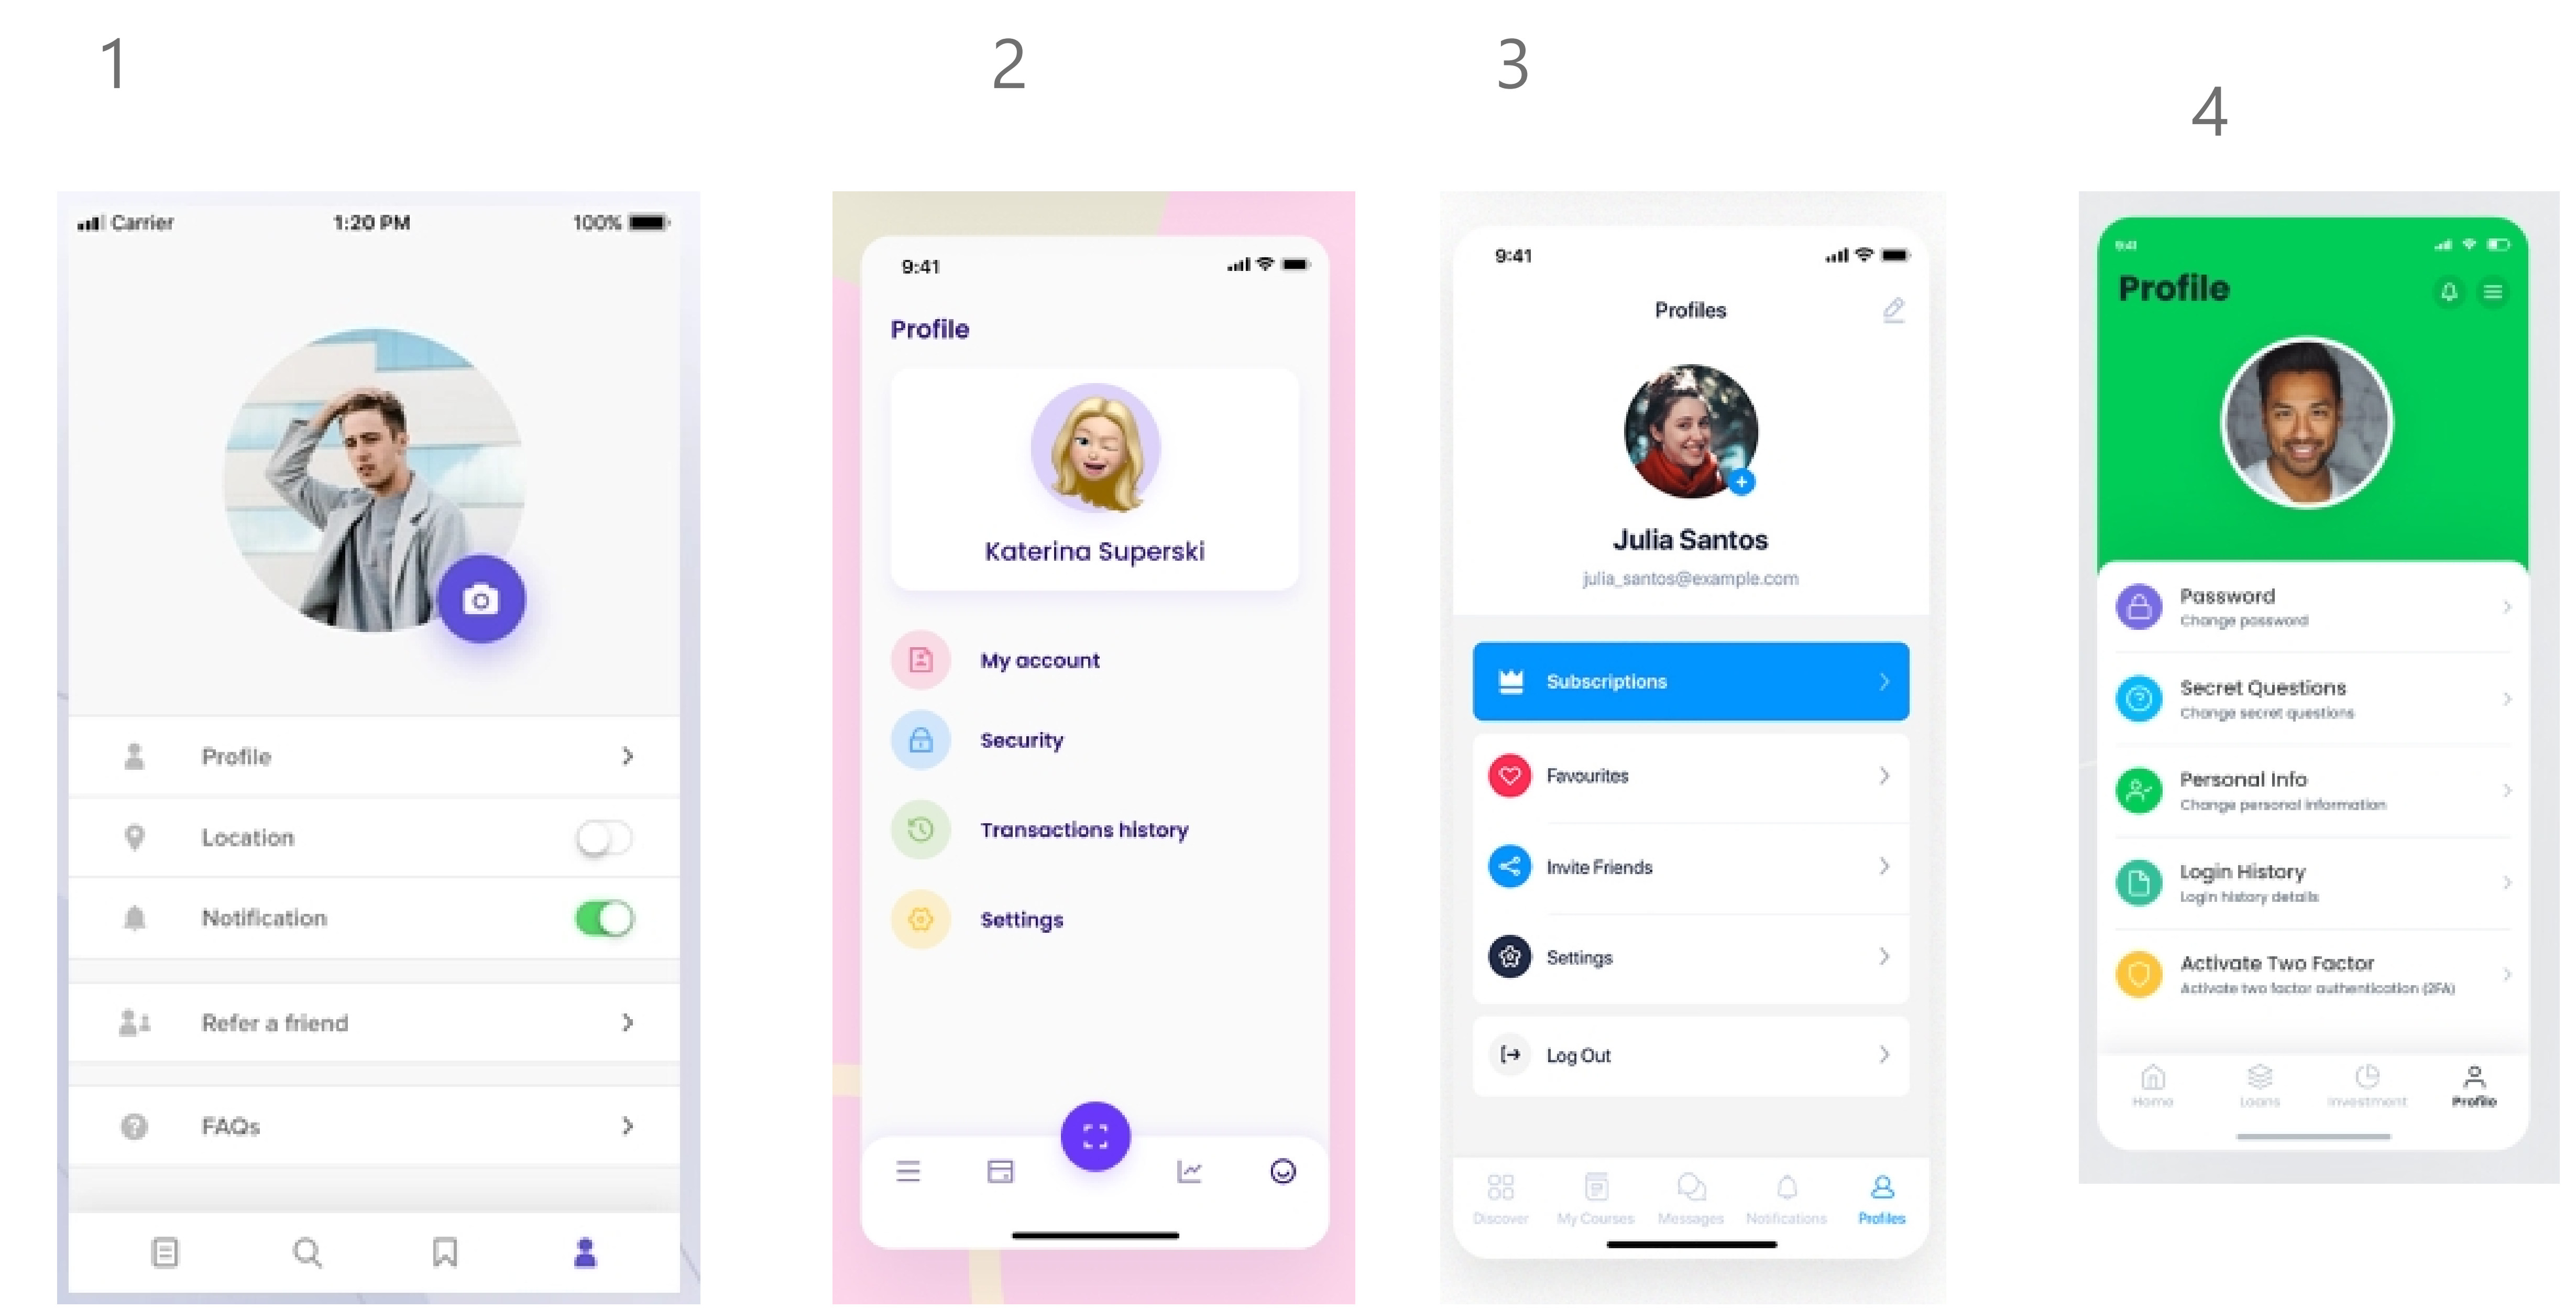 1
2
3
4
Carrier
1:20 PM
100%
Profile
Location
Notification
Refer a friend
FAQs
9:41
Profile
Katerina Superski
My account
Security
Transactions history
Settings
9:41
Profiles
Julia Santos
julia_santos@example.com
Subscriptions
Favourites
Invite Friends
Settings
Log Out
Discover
My Courses
Messages
Notifications
Profiles
9:41
Profile
Password
Change password
Secret Questions
Change secret questions
Personal Info
Change personal information
Login History
Login history details
Activate Two Factor
Activate two factor authentication (2FA)
Home
Loans
Investment
Profile